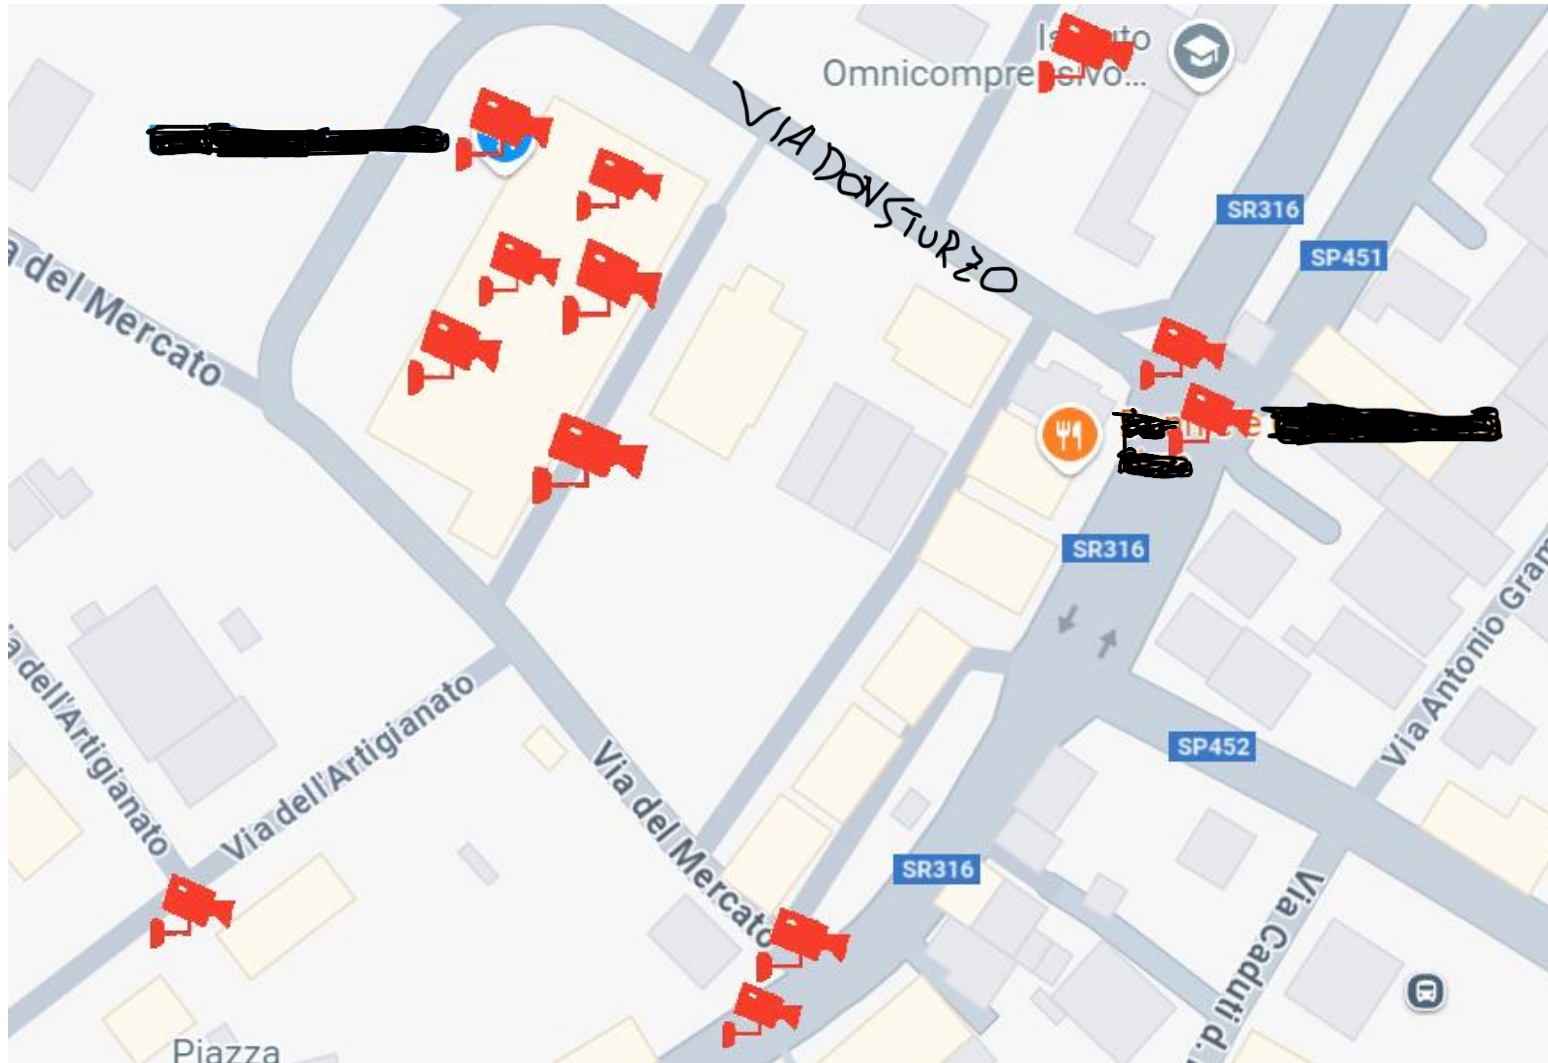 Omnicompre
VIA DON STURZO
SR316
SP451
a del Mercato
SR316
Via Antonio Gram
a dell'Artigianato
Via dell'Artigianato
Via del Mercato
SP452
SR316
Via Caduti d.
Piazza